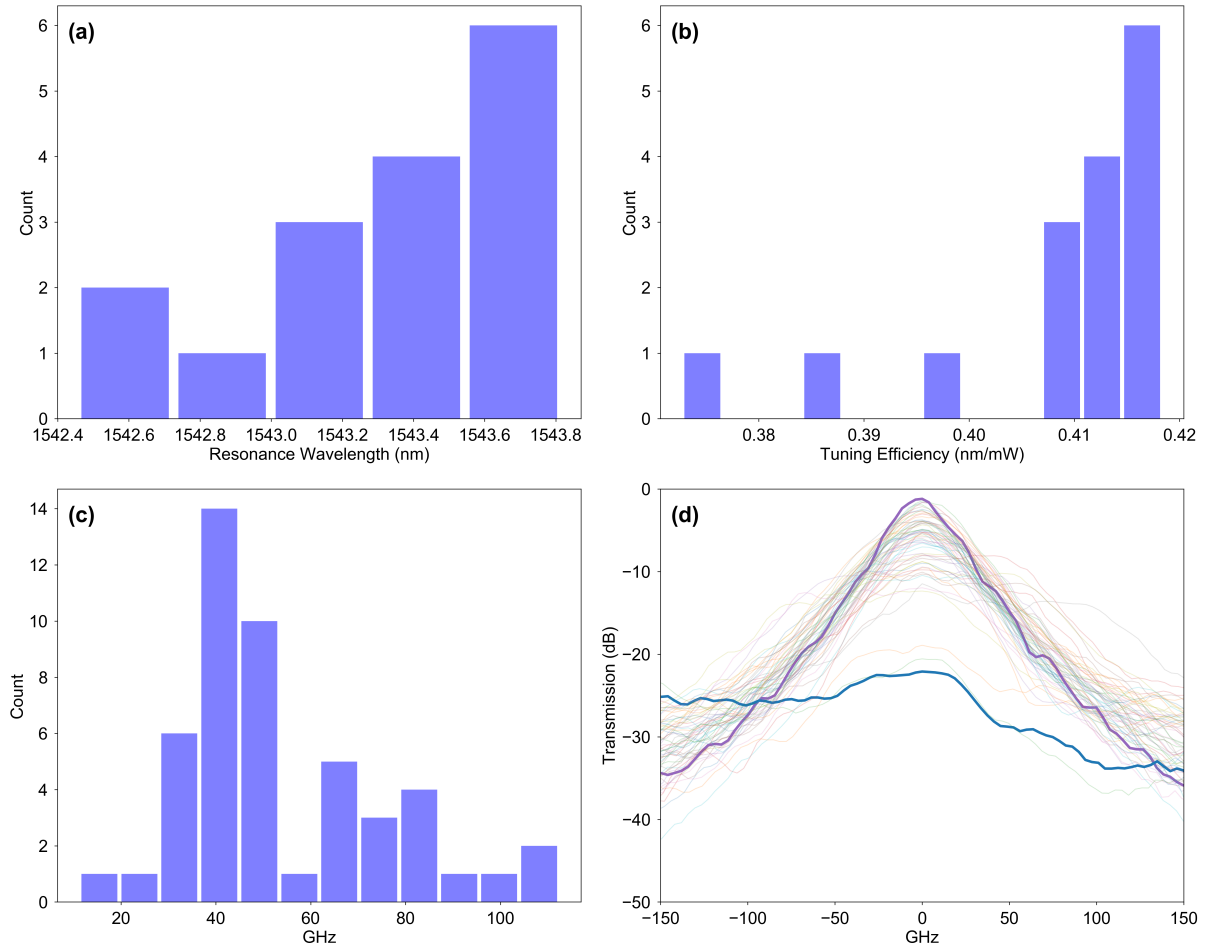 (a)
6
5
4
3
2
1
0
Count
1542.4 1542.6 1542.8 1543.0 1543.2 1543.4 1543.6 1543.8
Resonance Wavelength (nm)
(b)
6
5
4
3
2
1
0
Count
0.38 0.39 0.40 0.41 0.42
Tuning Efficiency (nm/mW)
(c)
14
12
10
8
6
4
2
0
Count
20 40 60 80 100
GHz
(d)
0
−10
−20
−30
−40
−50
Transmission (dB)
−150 −100 −50 0 50 100 150
GHz